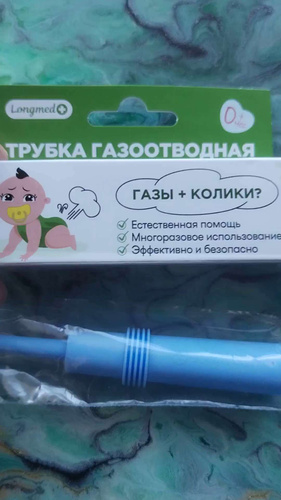 Longmed
0+
ТРУБКА ГАЗООТВОДНАЯ
ГАЗЫ + КОЛИКИ?
Естественная помощь
Многоразовое использование
Эффективно и безопасно